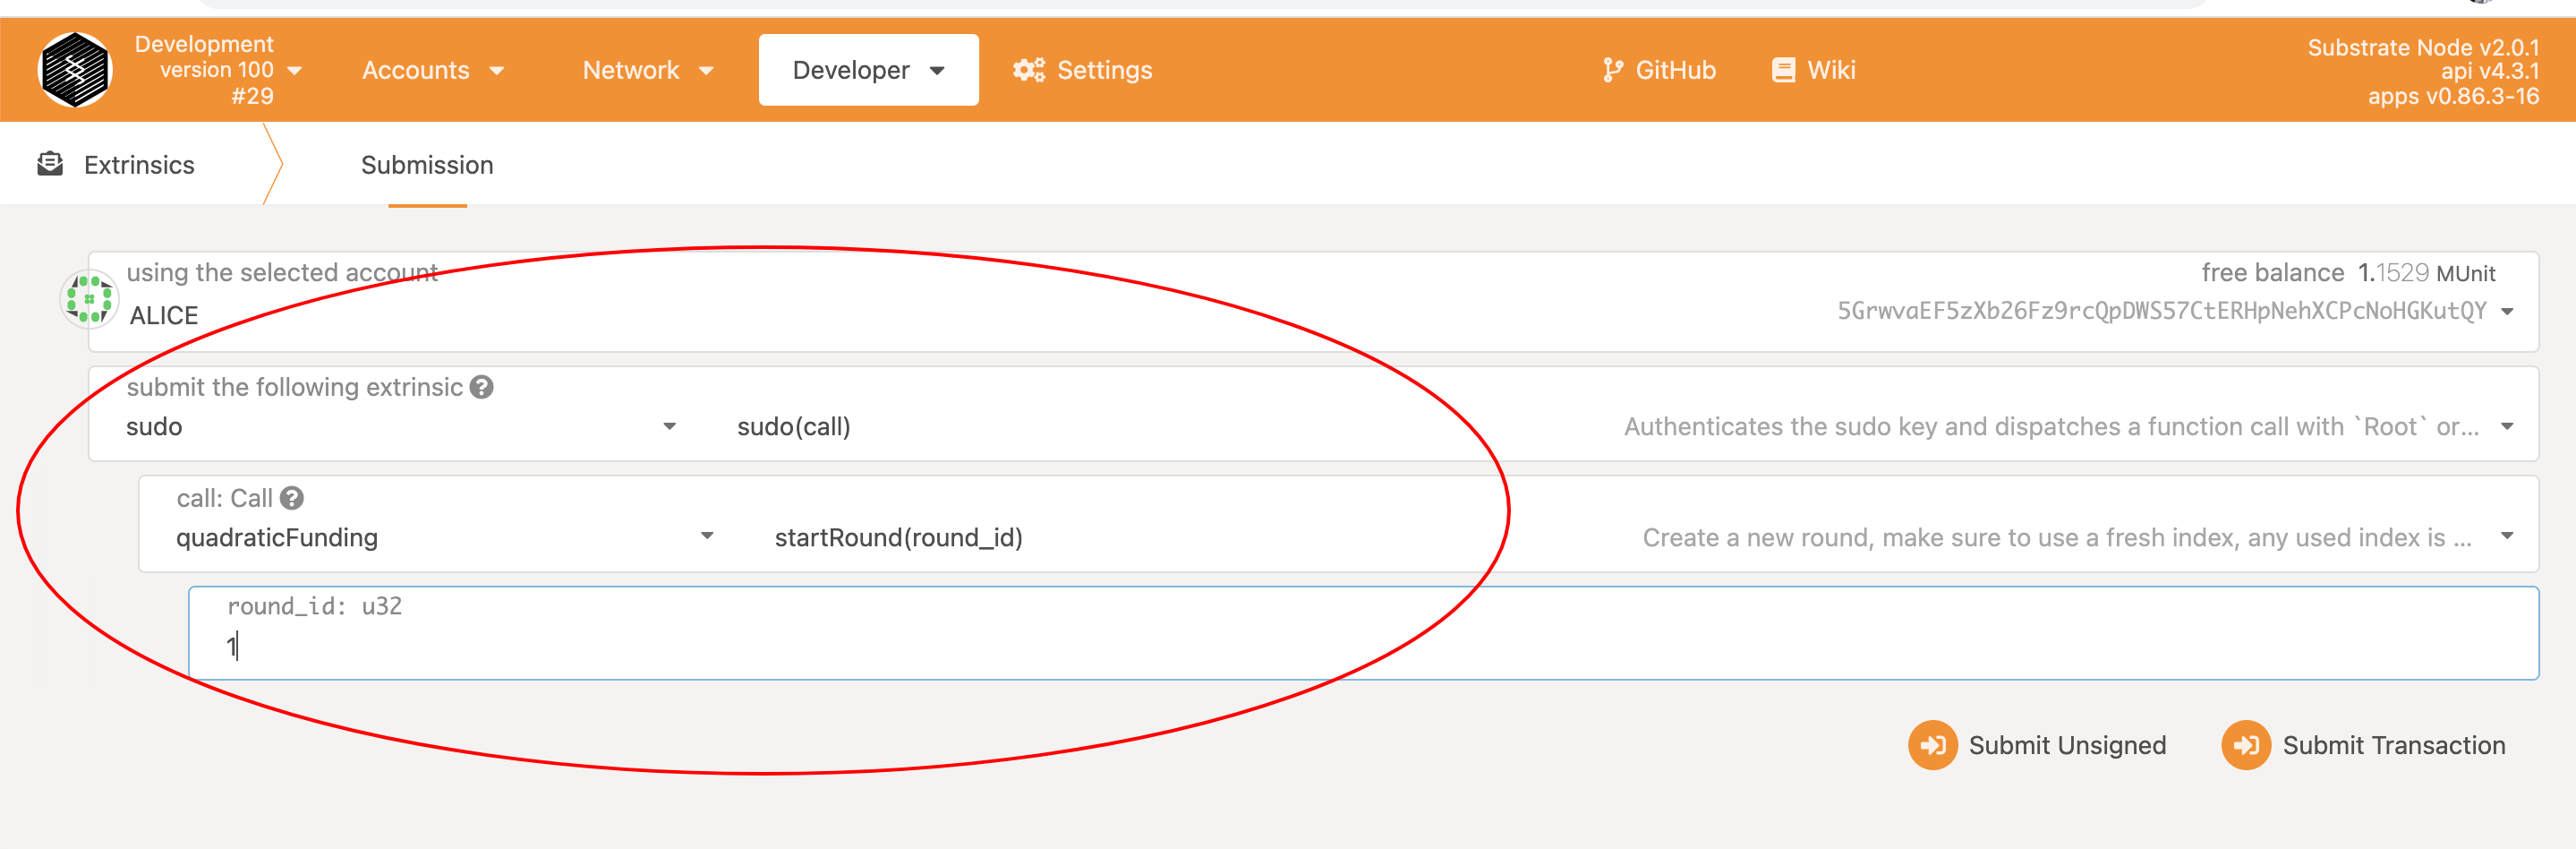 Development
version 100
#29
Accounts
Network
Developer
Settings
GitHub
Wiki
Substrate Node v2.0.1
api v4.3.1
apps v0.86.3-16
Extrinsics
Submission
using the selected account
ALICE
free balance 1.1529 MUnit
5GrwvaEF5zXb26Fz9rcQpDWS57CtERHpNehXCPcNoHGKutQY
submit the following extrinsic
sudo
sudo(call)
Authenticates the sudo key and dispatches a function call with `Root` or...
call: Call
quadraticFunding
startRound(round_id)
Create a new round, make sure to use a fresh index, any used index is ...
round_id: u32
1
Submit Unsigned
Submit Transaction